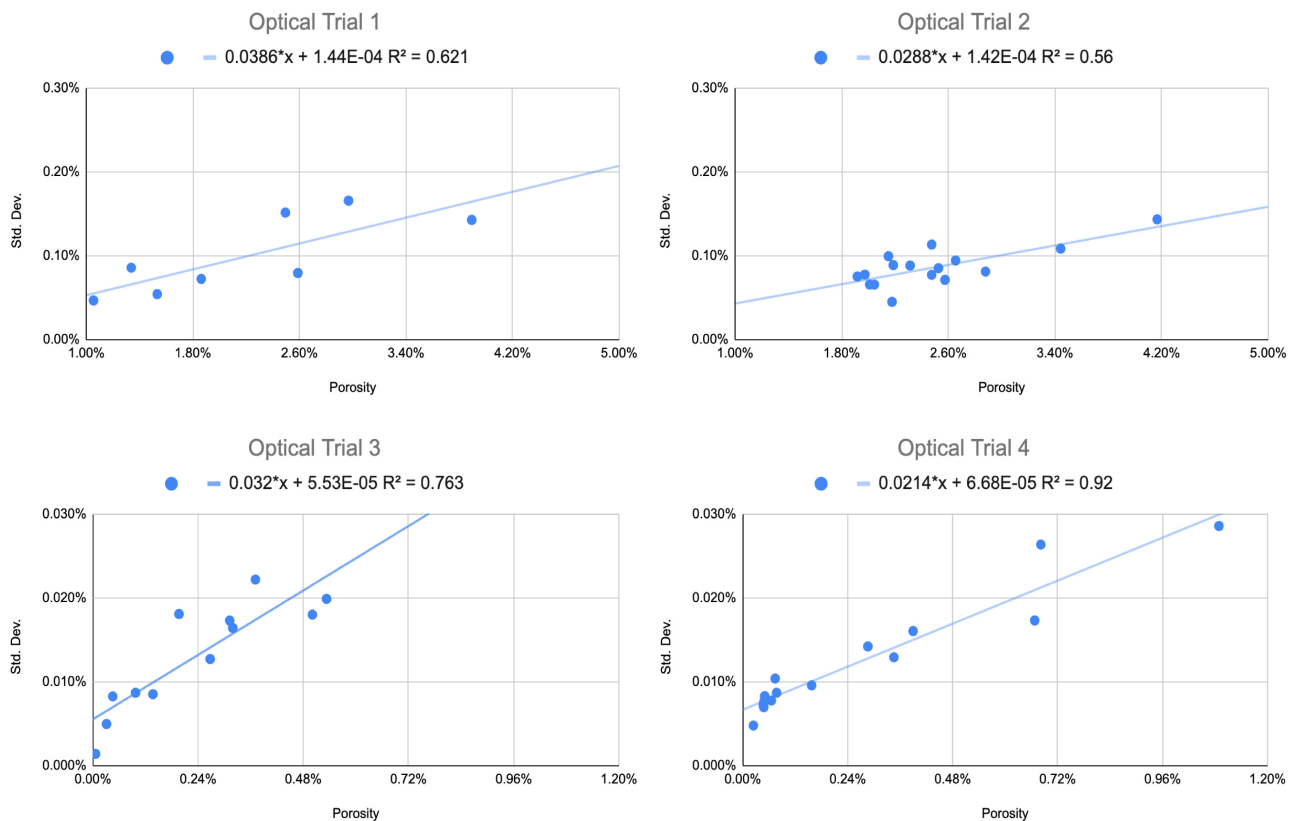 Optical Trial 1
0.0386*x + 1.44E-04 R² = 0.621
0.30%
0.20%
0.10%
0.00%
Std. Dev.
1.00% 1.80% 2.60% 3.40% 4.20% 5.00%
Porosity
Optical Trial 2
0.0288*x + 1.42E-04 R² = 0.56
0.30%
0.20%
0.10%
0.00%
Std. Dev.
1.00% 1.80% 2.60% 3.40% 4.20% 5.00%
Porosity
Optical Trial 3
0.032*x + 5.53E-05 R² = 0.763
0.030%
0.020%
0.010%
0.000%
Std. Dev.
0.00% 0.24% 0.48% 0.72% 0.96% 1.20%
Porosity
Optical Trial 4
0.0214*x + 6.68E-05 R² = 0.92
0.030%
0.020%
0.010%
0.000%
Std. Dev.
0.00% 0.24% 0.48% 0.72% 0.96% 1.20%
Porosity